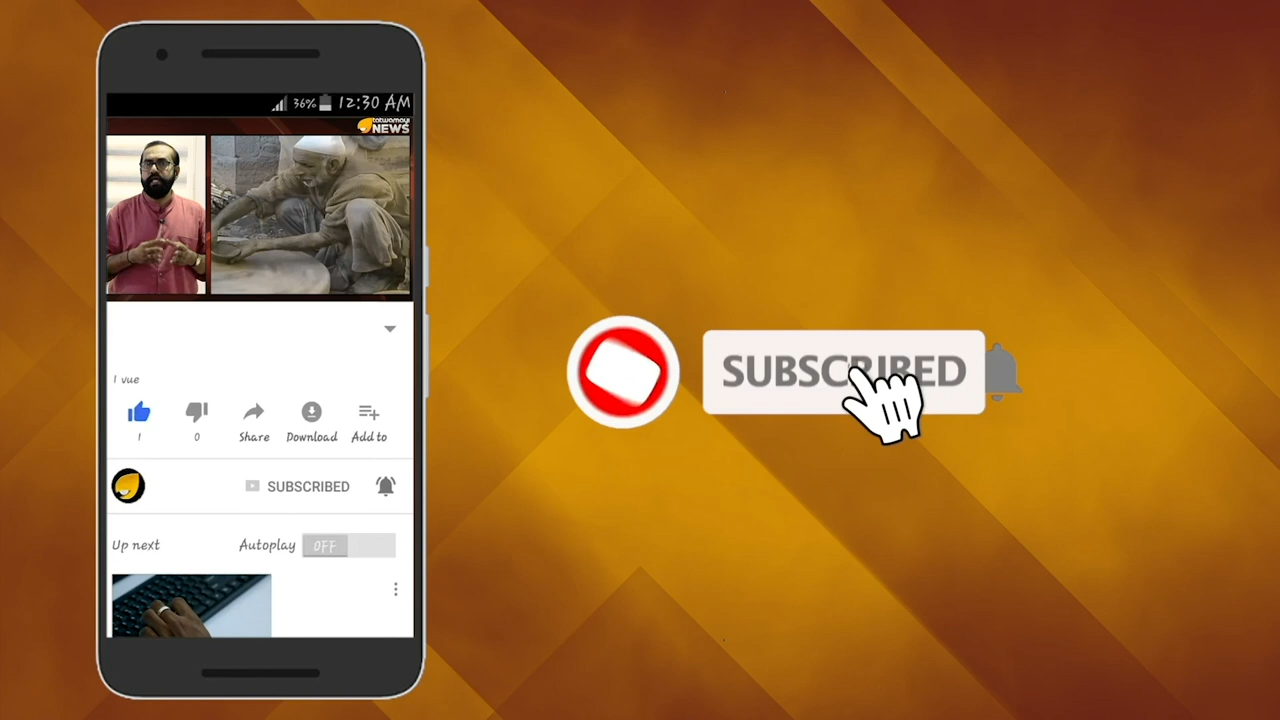 36% 12:30 AM
tatwamayi
NEWS
1 vue
1
0
Share
Download
Add to
SUBSCRIBED
Up next
Autoplay
OFF
SUBSCRIBED